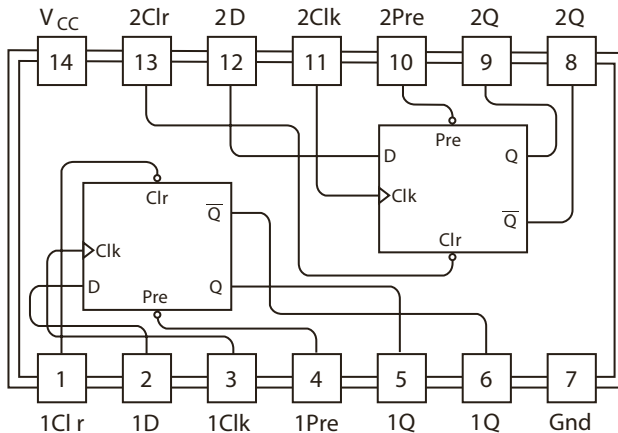 V CC 2Clr 2D 2Clk 2Pre 2Q 2Q
14 13 12 11 10 9 8
Pre
D Q
Clk
Q̅
Clr
Clr
Q̅
Clk
D
Pre Q
1 2 3 4 5 6 7
1Cl r 1D 1Clk 1Pre 1Q 1Q Gnd